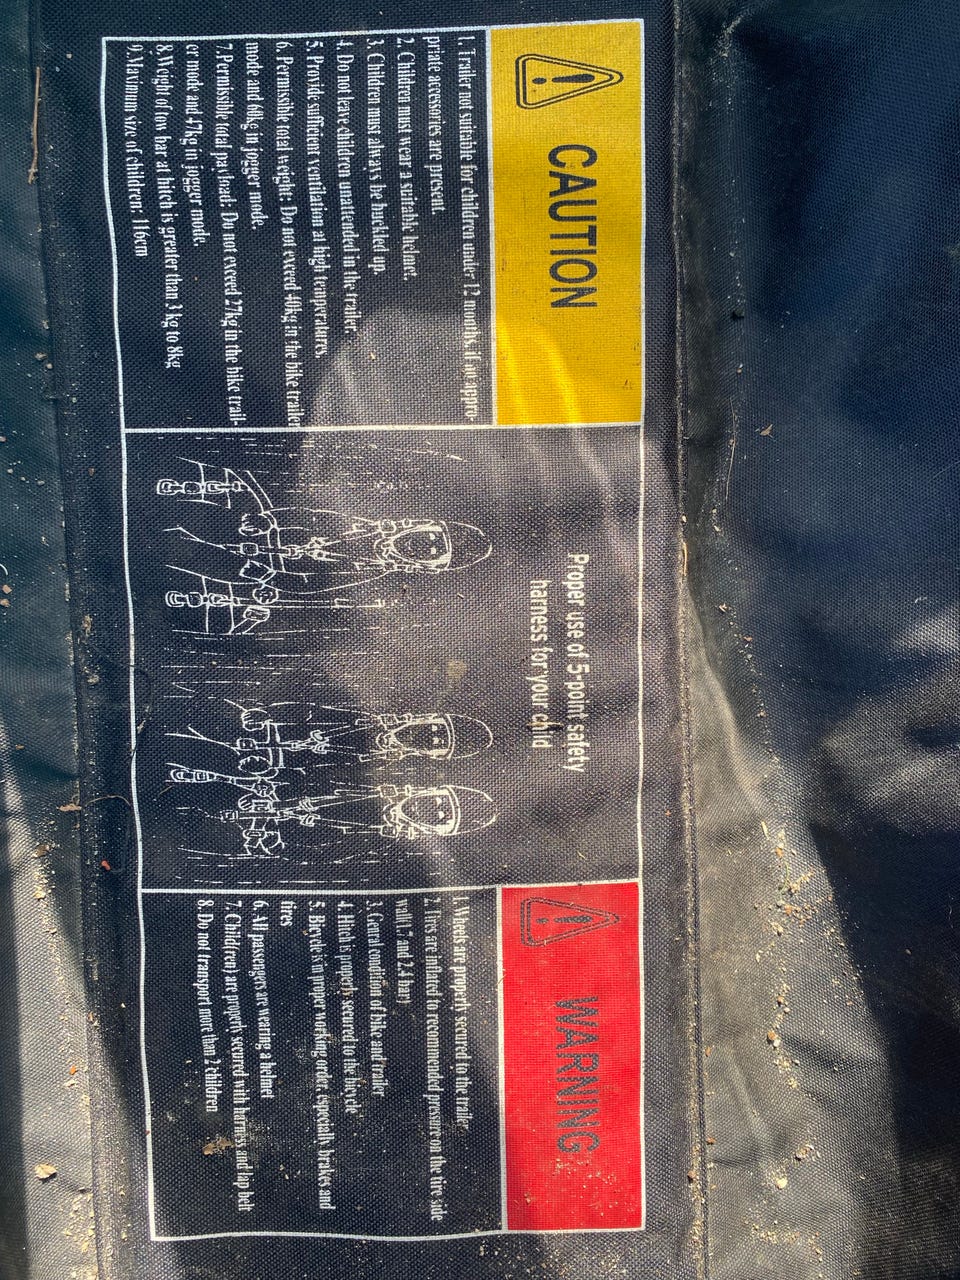 CAUTION
1. Trailer not suitable for children under 12 months, if no appro-
priate accessories are present.
2. Children must wear a suitable helmet.
3. Children must always be buckled up.
4. Do not leave children unattended in the trailer.
5. Provide sufficient ventilation at high temperatures.
6. Permissible total weight: Do not exceed 40kg in the bike trailer
mode and 60kg in jogger mode.
7.Permissible total payload: Do not exceed 27kg in the bike trail-
er mode and 47kg in jogger mode.
8.Weigth of tow bar at hitch is greater than 3 kg to 8kg
9.Maximum size of children: 116cm
Proper use of 5-point safety
harness for your child
WARNING
1.Wheels are properly secured to the trailer.
2.Tires are inflated to recommended pressure on the tire side
wall(1.7 and 2.4 bar)
3.Genral condition of bike and trailer
4.Hitch is properly secured to the bicycle
5. Bicycle is in proper working order, especially brakes and
tires
6.All passengers are wearing a helmet
7.Child(ren) are properly secured with harness and lap belt
8.Do not transport more than 2 children